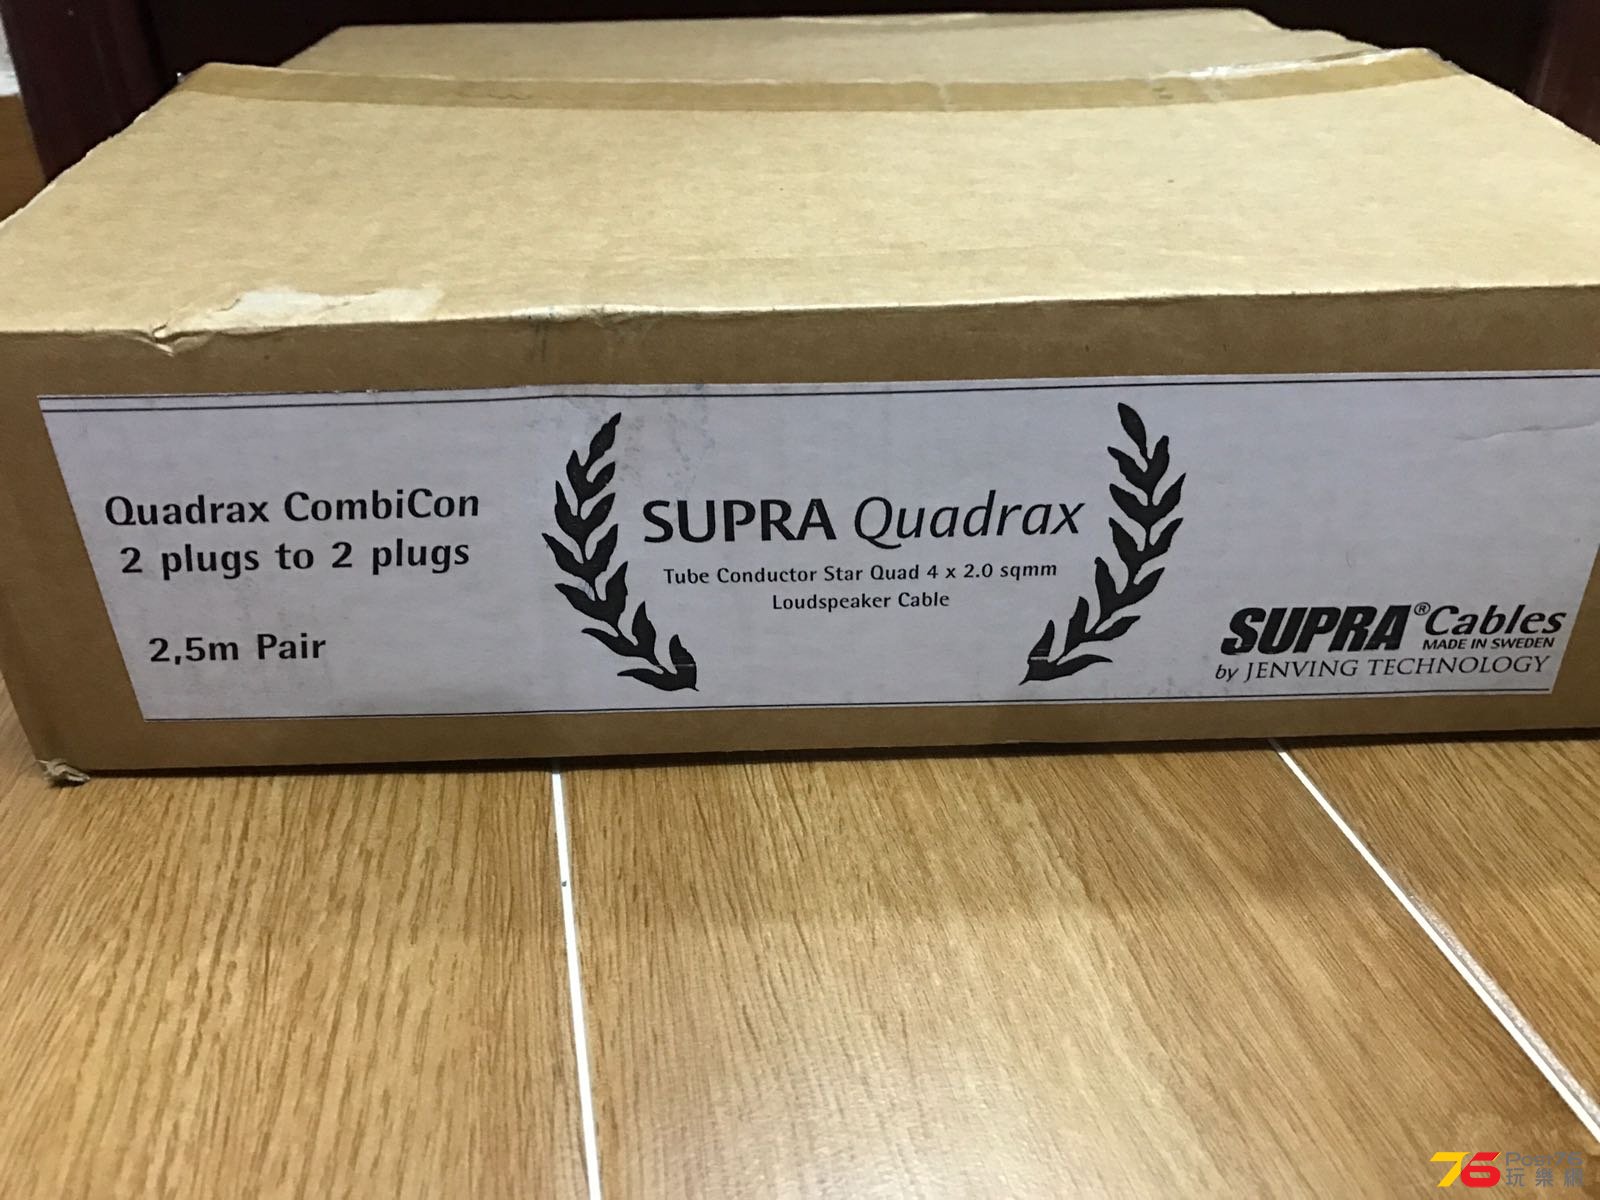 Quadrax CombiCon
2 plugs to 2 plugs
2,5m Pair
SUPRA Quadrax
Tube Conductor Star Quad 4 x 2.0 sqmm
Loudspeaker Cable
SUPRA® Cables
MADE IN SWEDEN
by JENVING TECHNOLOGY
76 Post76
玩樂網